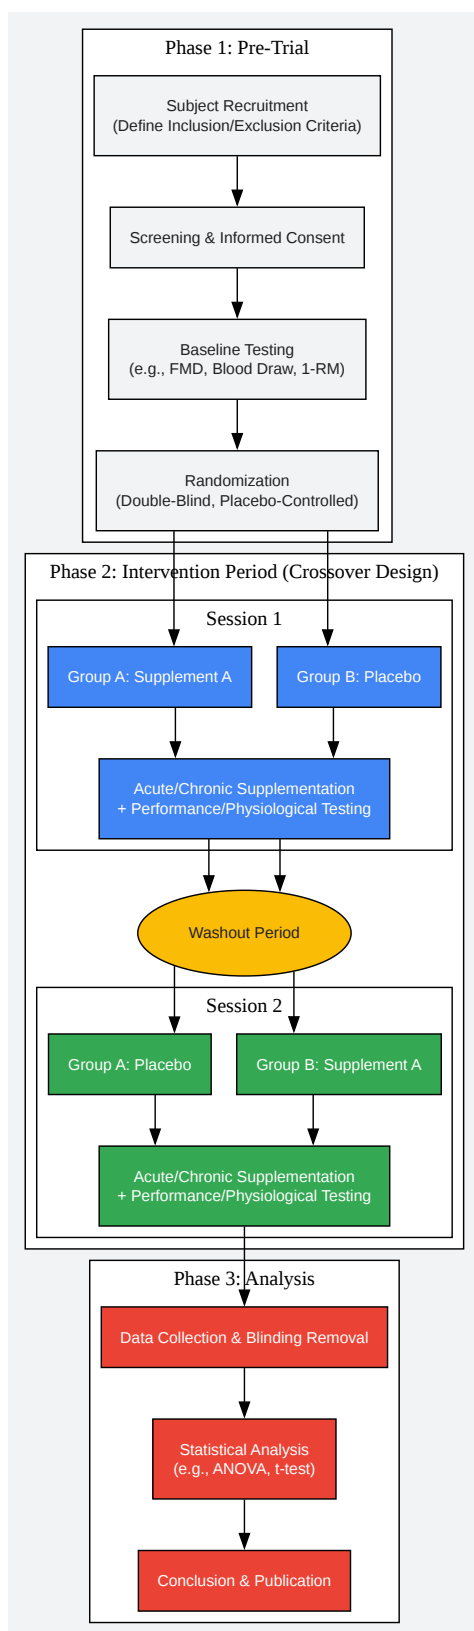 Phase 1: Pre-Trial
Subject Recruitment
(Define Inclusion/Exclusion Criteria)
Screening & Informed Consent
Baseline Testing
(e.g., FMD, Blood Draw, 1-RM)
Randomization
(Double-Blind, Placebo-Controlled)
Phase 2: Intervention Period (Crossover Design)
Session 1
Group A: Supplement A
Group B: Placebo
Acute/Chronic Supplementation
+ Performance/Physiological Testing
Washout Period
Session 2
Group A: Placebo
Group B: Supplement A
Acute/Chronic Supplementation
+ Performance/Physiological Testing
Phase 3: Analysis
Data Collection & Blinding Removal
Statistical Analysis
(e.g., ANOVA, t-test)
Conclusion & Publication